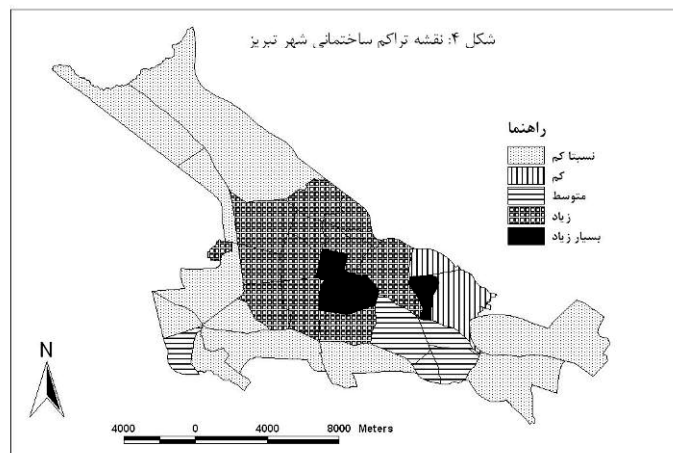 شکل ۴: نقشه تراکم ساختمانی شهر تبریز
راهنما
نسبتا کم
کم
متوسط
زیاد
بسیار زیاد
N
4000 0 4000 8000 Meters